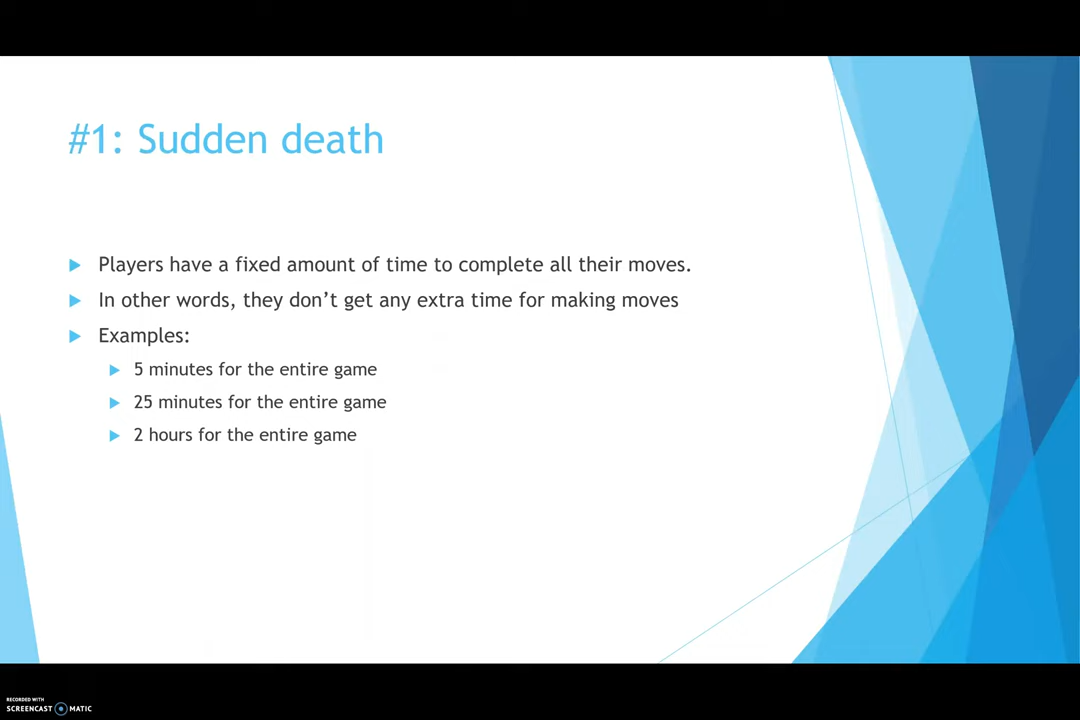 #1: Sudden death
Players have a fixed amount of time to complete all their moves.
In other words, they don’t get any extra time for making moves
Examples:
5 minutes for the entire game
25 minutes for the entire game
2 hours for the entire game
RECORDED WITH
SCREENCAST MATIC